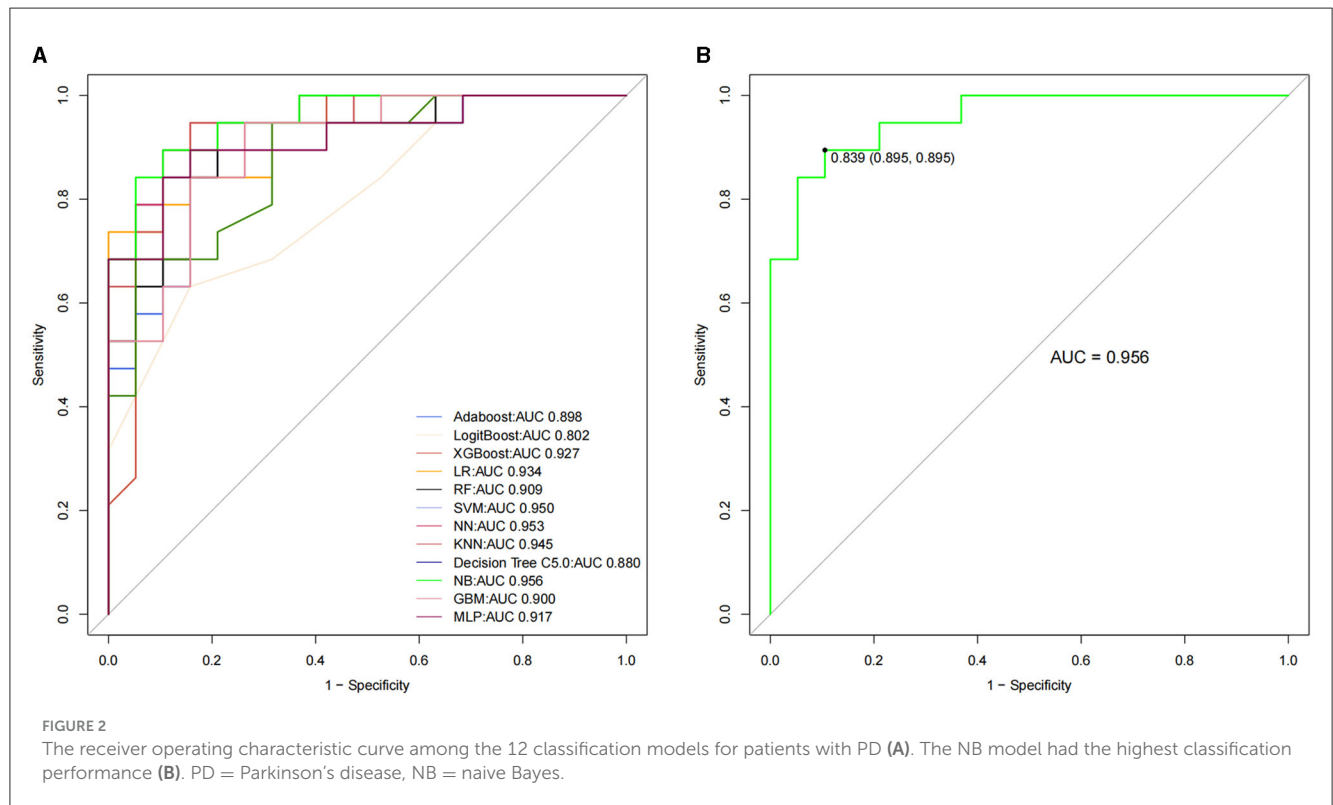 A
1.0
0.8
0.6
0.4
0.2
0.0
Sensitivity
Adaboost:AUC 0.898
LogitBoost:AUC 0.802
XGBoost:AUC 0.927
LR:AUC 0.934
RF:AUC 0.909
SVM:AUC 0.950
NN:AUC 0.953
KNN:AUC 0.945
Decision Tree C5.0:AUC 0.880
NB:AUC 0.956
GBM:AUC 0.900
MLP:AUC 0.917
0.0 0.2 0.4 0.6 0.8 1.0
1 − Specificity
B
1.0
0.8
0.6
0.4
0.2
0.0
Sensitivity
0.839 (0.895, 0.895)
AUC = 0.956
0.0 0.2 0.4 0.6 0.8 1.0
1 − Specificity
FIGURE 2
The receiver operating characteristic curve among the 12 classification models for patients with PD (A). The NB model had the highest classification
performance (B). PD = Parkinson's disease, NB = naive Bayes.